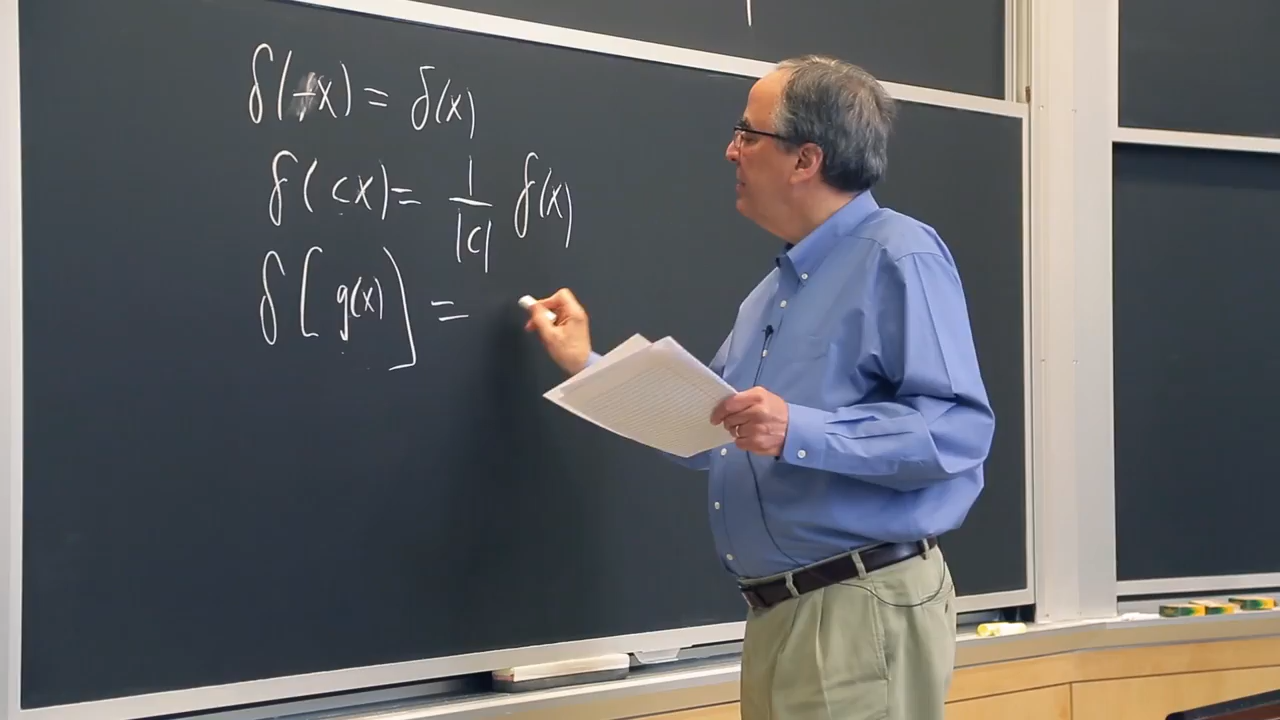 δ(-x) = δ(x)
δ(cx) = 1/|c| δ(x)
δ[g(x)] =